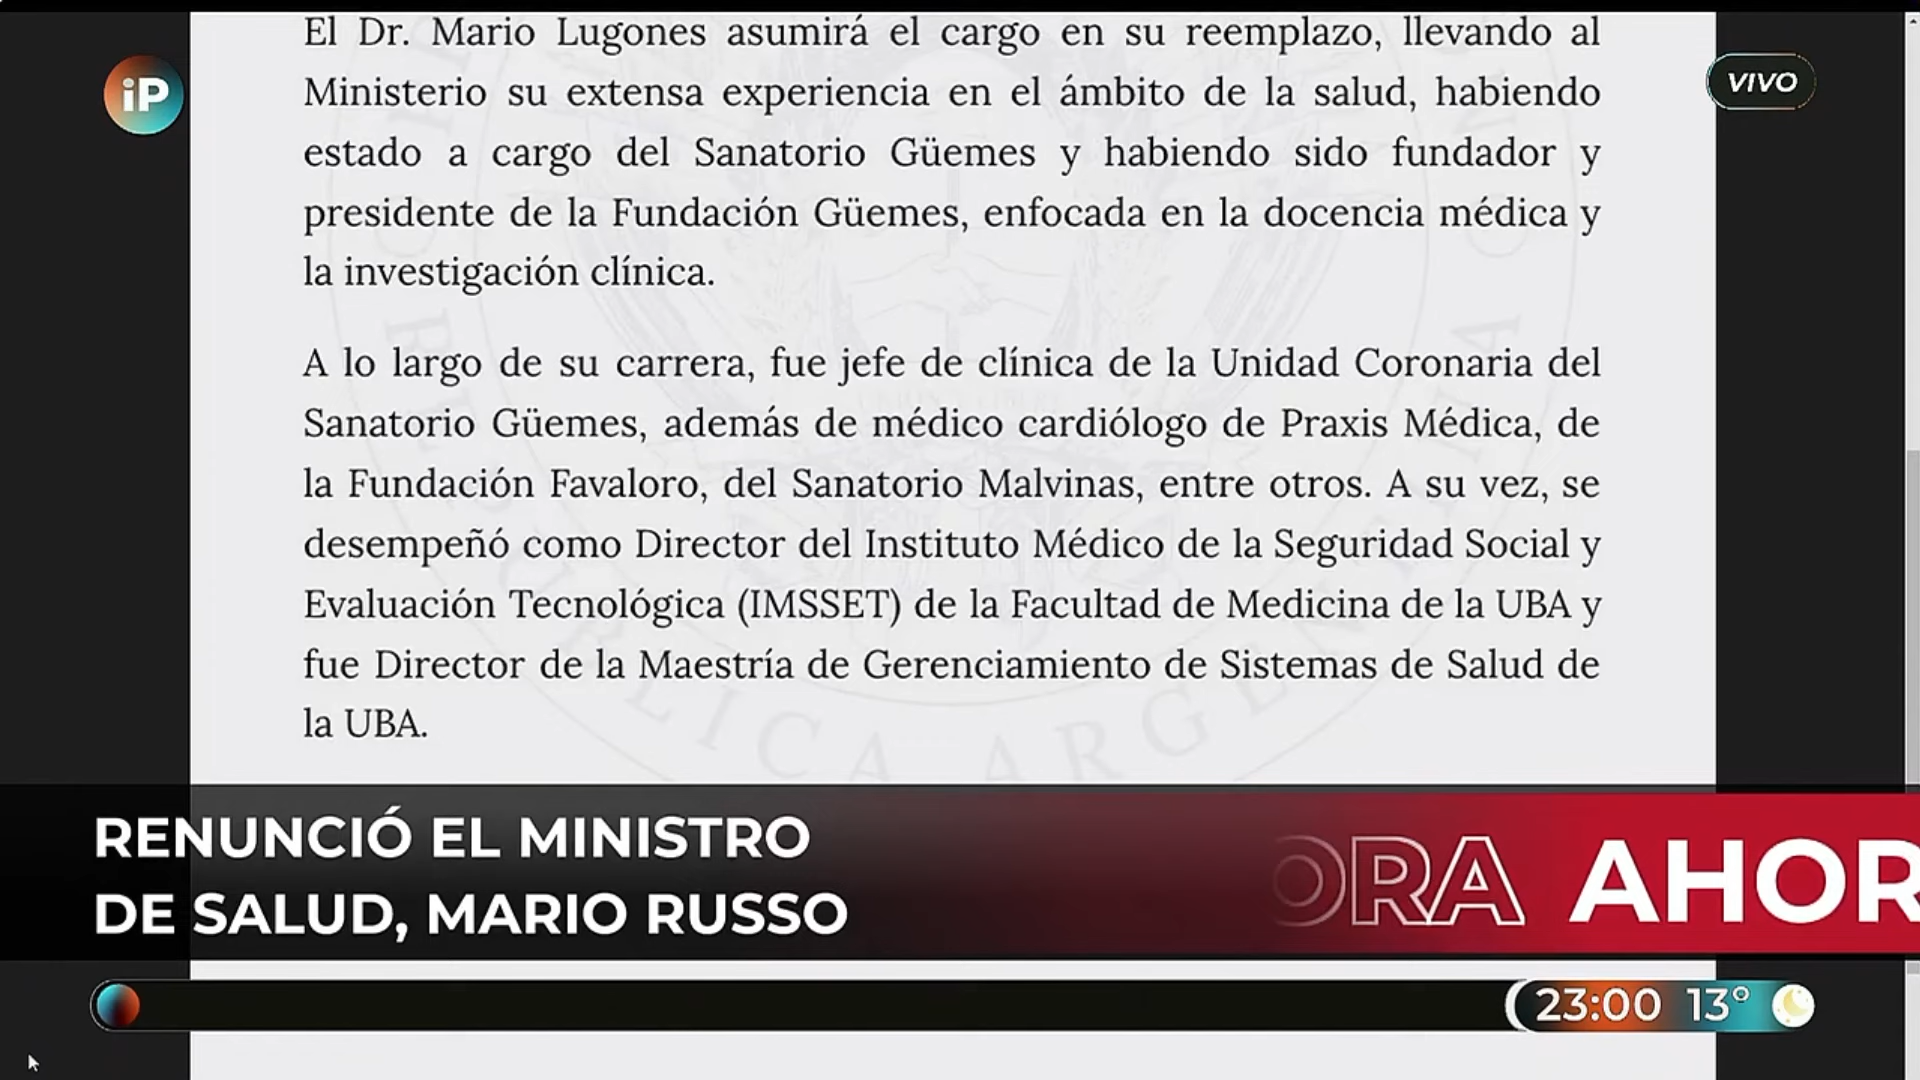 El Dr. Mario Lugones asumirá el cargo en su reemplazo, llevando al
Ministerio su extensa experiencia en el ámbito de la salud, habiendo
estado a cargo del Sanatorio Güemes y habiendo sido fundador y
presidente de la Fundación Güemes, enfocada en la docencia médica y
la investigación clínica.
A lo largo de su carrera, fue jefe de clínica de la Unidad Coronaria del
Sanatorio Güemes, además de médico cardiólogo de Praxis Médica, de
la Fundación Favaloro, del Sanatorio Malvinas, entre otros. A su vez, se
desempeñó como Director del Instituto Médico de la Seguridad Social y
Evaluación Tecnológica (IMSSET) de la Facultad de Medicina de la UBA y
fue Director de la Maestría de Gerenciamiento de Sistemas de Salud de
la UBA.
iP
VIVO
REPÚBLICA ARGENTINA
RENUNCIÓ EL MINISTRO
DE SALUD, MARIO RUSSO
ORA AHOR
23:00 13°